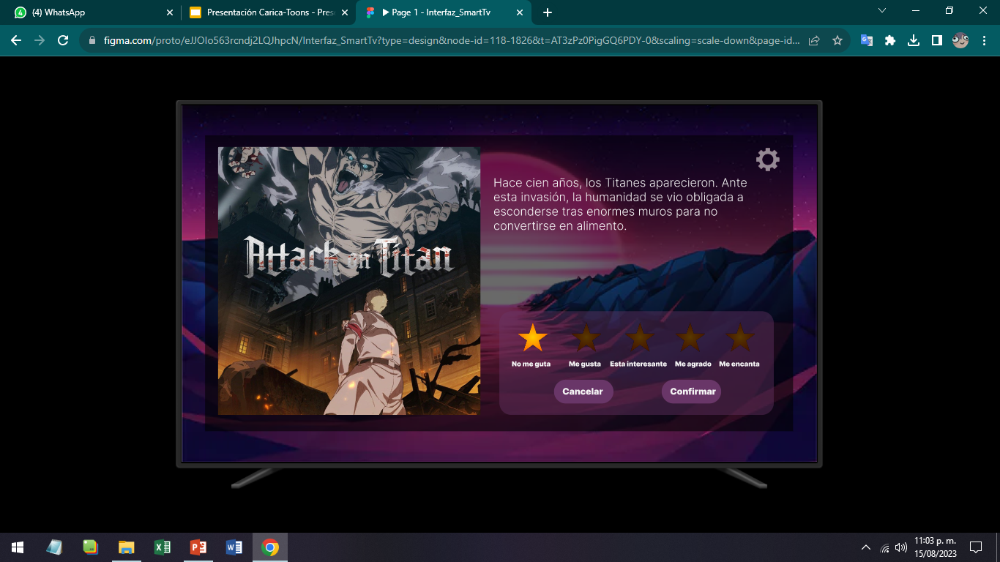 (4) WhatsApp
Presentación Carica-Toons - Pres
Page 1 - Interfaz_SmartTv
figma.com/proto/eJJOIo563rcndj2LQJhpcN/Interfaz_SmartTv?type=design&node-id=118-1826&t=AT3zPz0PigGQ6PDY-0&scaling=scale-down&page-id...
Hace cien años, los Titanes aparecieron. Ante
esta invasión, la humanidad se vio obligada a
esconderse tras enormes muros para no
convertirse en alimento.
Attack on Titan
No me guta
Me gusta
Esta interesante
Me agrado
Me encanta
Cancelar
Confirmar
11:03 p. m.
15/08/2023